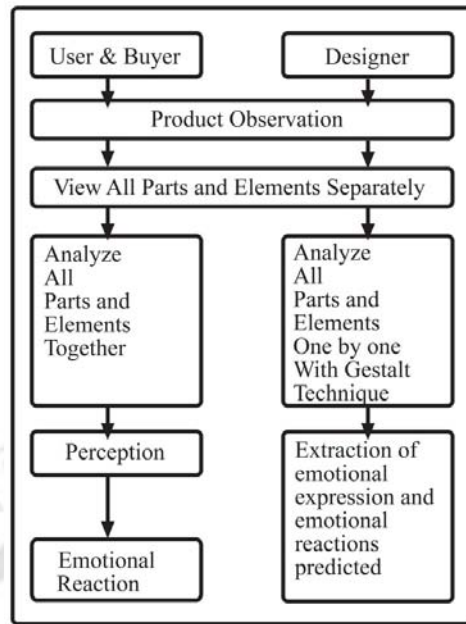 User & Buyer
Designer
Product Observation
View All Parts and Elements Separately
Analyze
All
Parts and
Elements
Together
Analyze
All
Parts and
Elements
One by one
With Gestalt
Technique
Perception
Extraction of
emotional
expression and
emotional
reactions
predicted
Emotional
Reaction